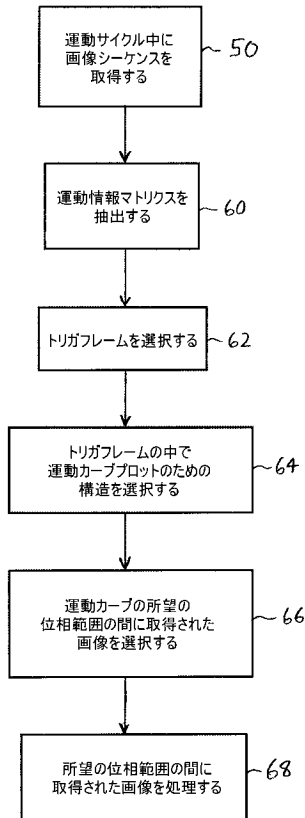 運動サイクル中に
画像シーケンスを
取得する
50
運動情報マトリクスを
抽出する
60
トリガフレームを選択する
62
トリガフレームの中で
運動カーブプロットのための
構造を選択する
64
運動カーブの所望の
位相範囲の間に取得された
画像を選択する
66
所望の位相範囲の間に
取得された画像を処理する
68